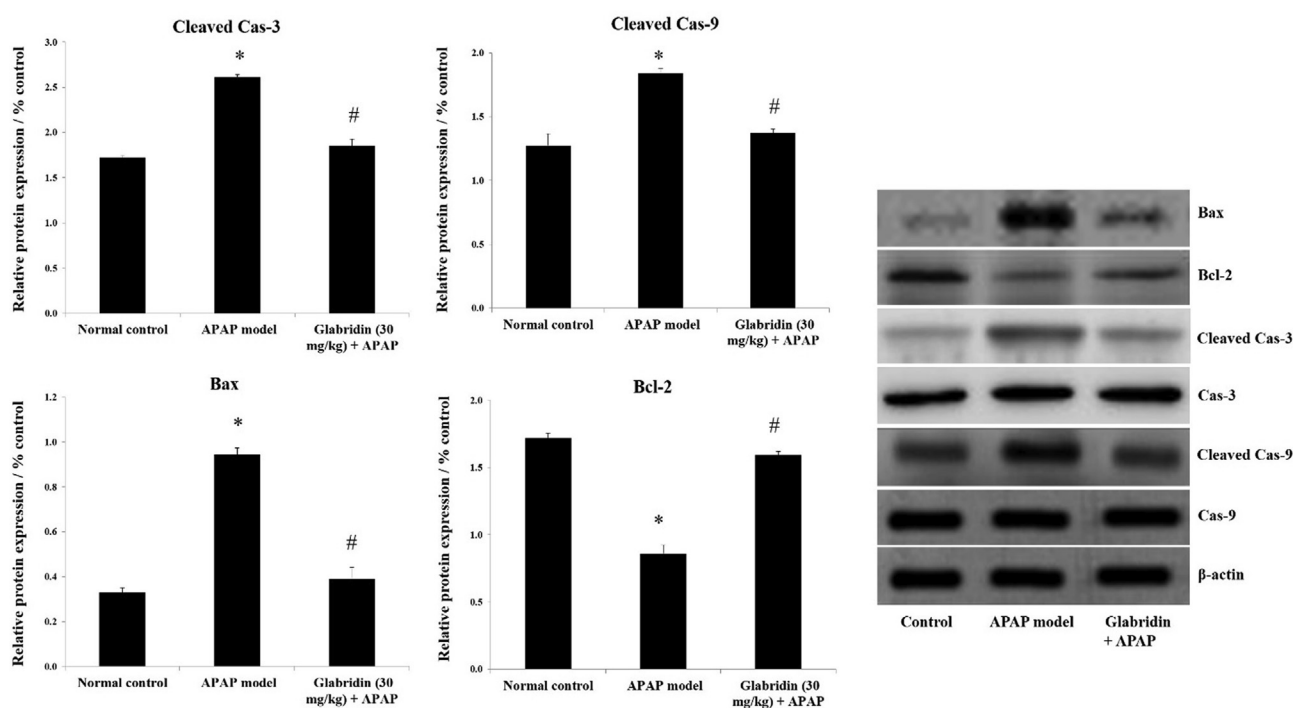 Cleaved Cas-3
Relative protein expression / % control
3.0
2.5
2.0
1.5
1.0
0.5
0.0
*
#
Normal control
APAP model
Glabridin (30
mg/kg) + APAP
Cleaved Cas-9
Relative protein expression / % control
2.0
1.5
1.0
0.5
0.0
*
#
Normal control
APAP model
Glabridin (30
mg/kg) + APAP
Bax
Relative protein expression / % control
1.2
1.0
0.8
0.6
0.4
0.2
0.0
*
#
Normal control
APAP model
Glabridin (30
mg/kg) + APAP
Bcl-2
Relative protein expression / % control
2.0
1.5
1.0
0.5
0.0
*
#
Normal control
APAP model
Glabridin (30
mg/kg) + APAP
Bax
Bcl-2
Cleaved Cas-3
Cas-3
Cleaved Cas-9
Cas-9
β-actin
Control
APAP model
Glabridin
+ APAP